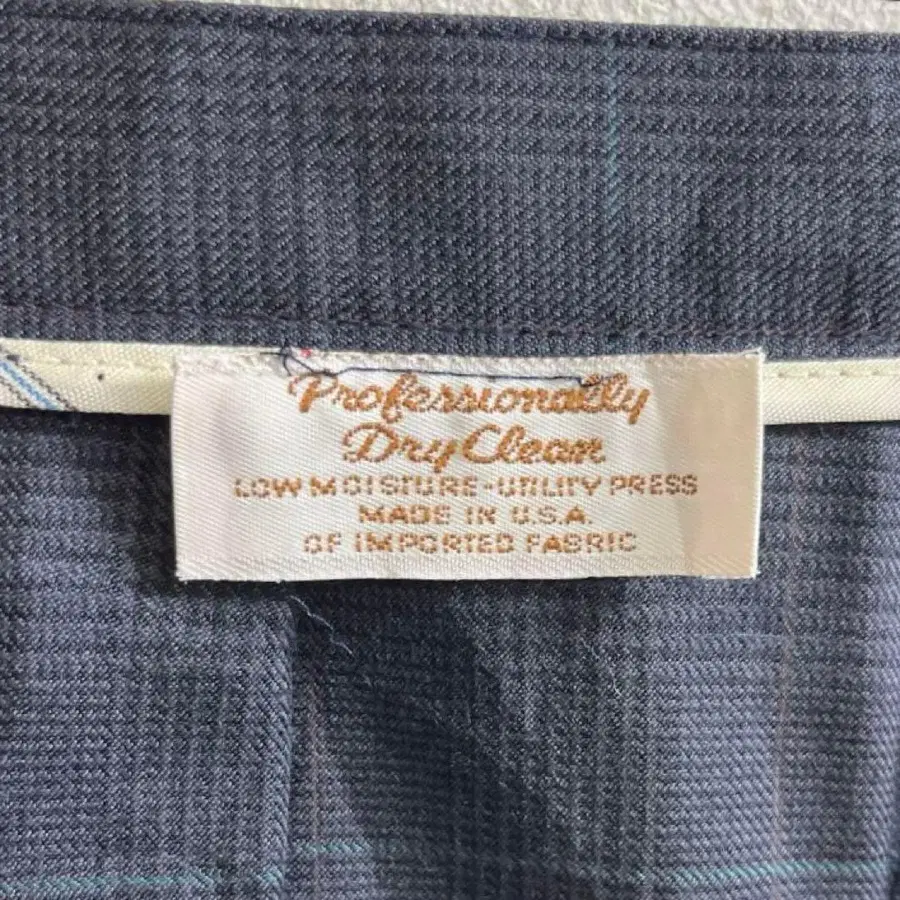 Professionally
Dry Clean
LOW MOISTURE-UTILITY PRESS
MADE IN U.S.A.
OF IMPORTED FABRIC